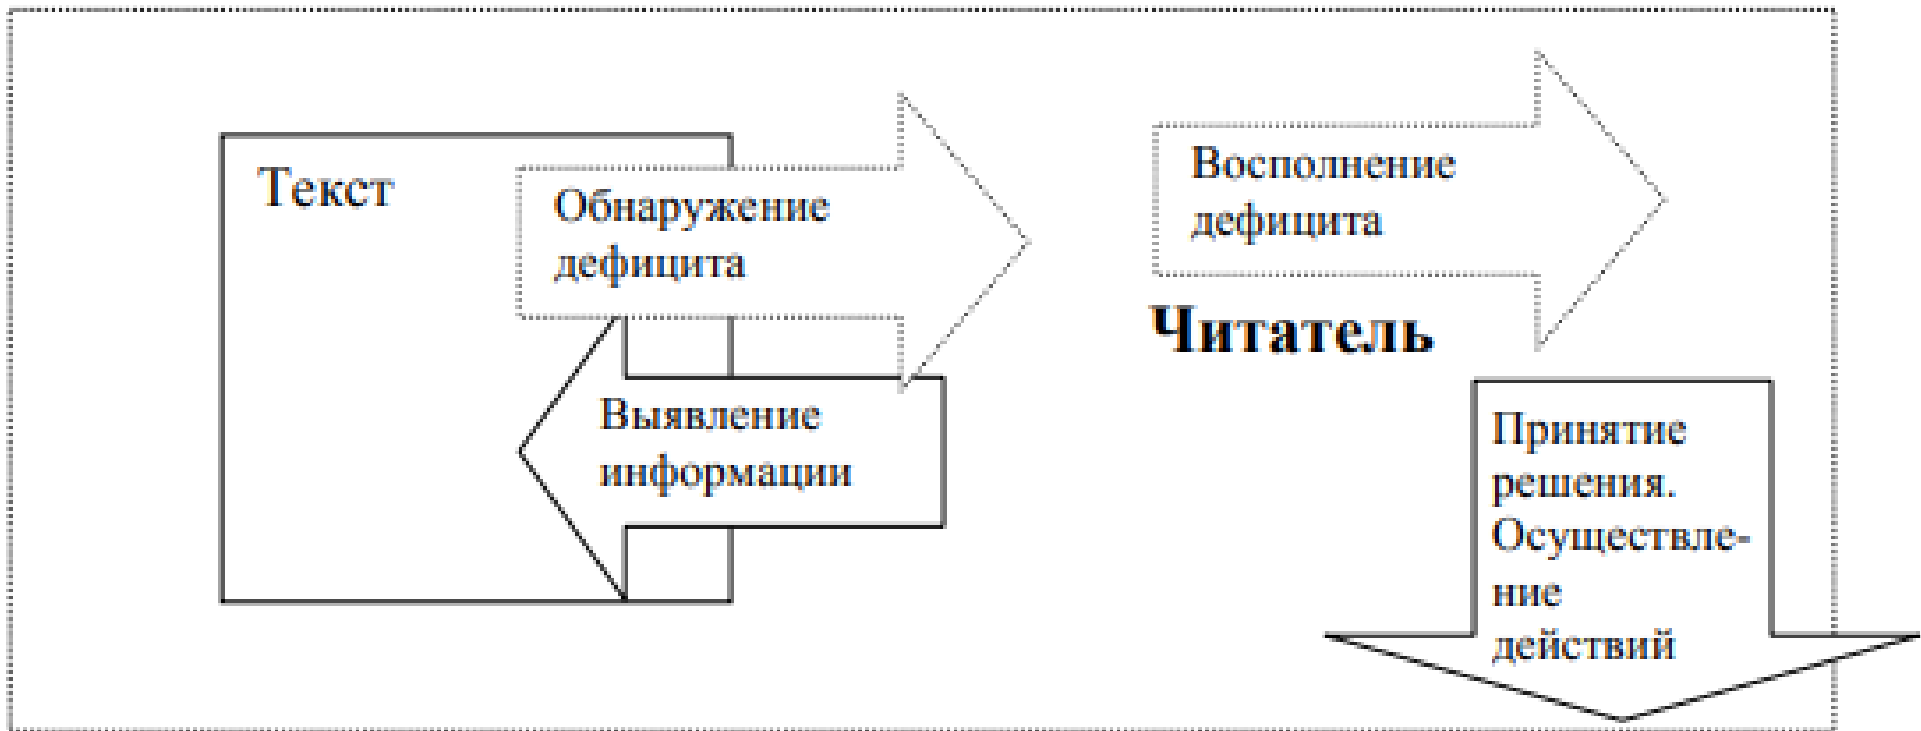 Текст
Обнаружение
дефицита
Выявление
информации
Восполнение
дефицита
Читатель
Принятие
решения.
Осуществле-
ние
действий